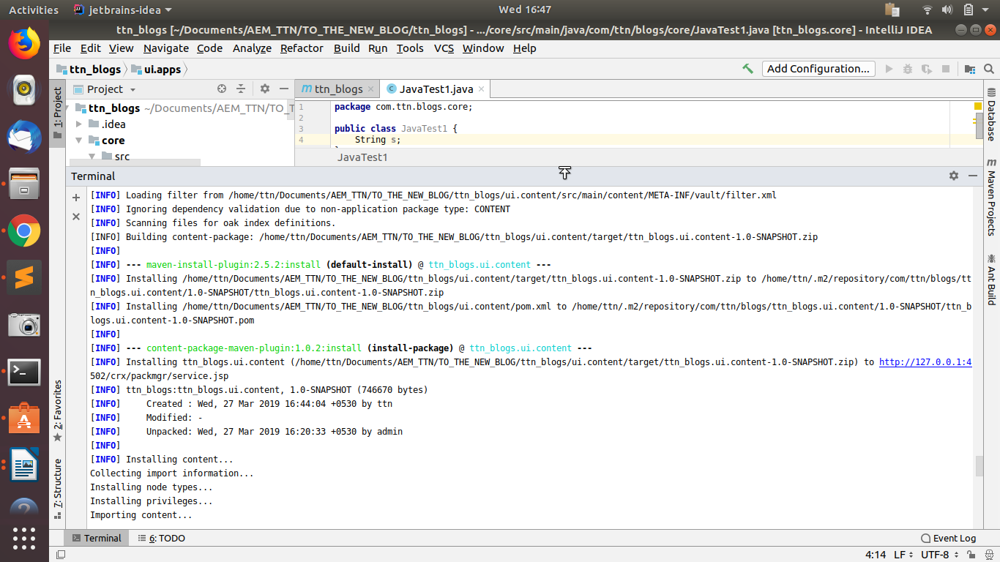 Activities
jetbrains-idea
Wed 16:47
ttn_blogs [~/Documents/AEM_TTN/TO_THE_NEW_BLOG/ttn_blogs] - .../core/src/main/java/com/ttn/blogs/core/JavaTest1.java [ttn_blogs.core] - IntelliJ IDEA
File Edit View Navigate Code Analyze Refactor Build Run Tools VCS Window Help
ttn_blogs ui.apps
Add Configuration...
1: Project
Project
ttn_blogs ~/Documents/AEM_TTN/TO_T
.idea
core
src
ttn_blogs
JavaTest1.java
1 package com.ttn.blogs.core;
2
3 public class JavaTest1 {
4 String s;
JavaTest1
Database
Maven Projects
Ant Build
Terminal
[INFO] Loading filter from /home/ttn/Documents/AEM_TTN/TO_THE_NEW_BLOG/ttn_blogs/ui.content/src/main/content/META-INF/vault/filter.xml
[INFO] Ignoring dependency validation due to non-application package type: CONTENT
[INFO] Scanning files for oak index definitions.
[INFO] Building content-package: /home/ttn/Documents/AEM_TTN/TO_THE_NEW_BLOG/ttn_blogs/ui.content/target/ttn_blogs.ui.content-1.0-SNAPSHOT.zip
[INFO]
[INFO] --- maven-install-plugin:2.5.2:install (default-install) @ ttn_blogs.ui.content ---
[INFO] Installing /home/ttn/Documents/AEM_TTN/TO_THE_NEW_BLOG/ttn_blogs/ui.content/target/ttn_blogs.ui.content-1.0-SNAPSHOT.zip to /home/ttn/.m2/repository/com/ttn/blogs/tt
n_blogs.ui.content/1.0-SNAPSHOT/ttn_blogs.ui.content-1.0-SNAPSHOT.zip
[INFO] Installing /home/ttn/Documents/AEM_TTN/TO_THE_NEW_BLOG/ttn_blogs/ui.content/pom.xml to /home/ttn/.m2/repository/com/ttn/blogs/ttn_blogs.ui.content/1.0-SNAPSHOT/ttn_b
logs.ui.content-1.0-SNAPSHOT.pom
[INFO]
[INFO] --- content-package-maven-plugin:1.0.2:install (install-package) @ ttn_blogs.ui.content ---
[INFO] Installing ttn_blogs.ui.content (/home/ttn/Documents/AEM_TTN/TO_THE_NEW_BLOG/ttn_blogs/ui.content/target/ttn_blogs.ui.content-1.0-SNAPSHOT.zip) to http://127.0.0.1:4
502/crx/packmgr/service.jsp
[INFO] ttn_blogs:ttn_blogs.ui.content, 1.0-SNAPSHOT (746670 bytes)
[INFO] Created : Wed, 27 Mar 2019 16:44:04 +0530 by ttn
[INFO] Modified: -
[INFO] Unpacked: Wed, 27 Mar 2019 16:20:33 +0530 by admin
[INFO]
[INFO] Installing content...
Collecting import information...
Installing node types...
Installing privileges...
Importing content...
2: Favorites
7: Structure
Terminal
6: TODO
Event Log
4:14 LF UTF-8